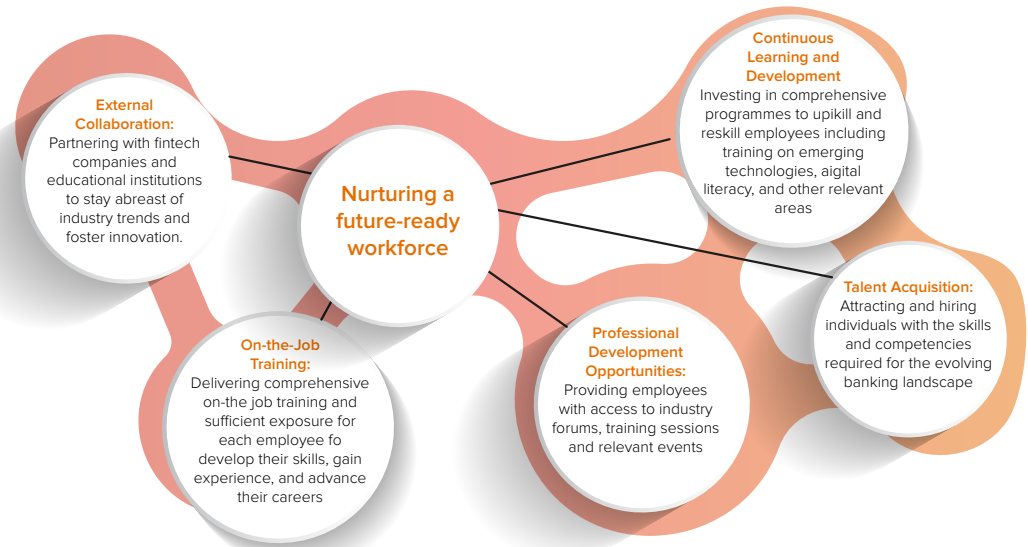 External
Collaboration:
Partnering with fintech
companies and
educational institutions
to stay abreast of
industry trends and
foster innovation.
Nurturing a
future-ready
workforce
Continuous
Learning and
Development
Investing in comprehensive
programmes to upikill and
reskill employees including
training on emerging
technologies, aigital
literacy, and other relevant
areas
Talent Acquisition:
Attracting and hiring
individuals with the skills
and competencies
required for the evolving
banking landscape
On-the-Job
Training:
Delivering comprehensive
on-the job training and
sufficient exposure for
each employee fo
develop their skills, gain
experience, and advance
their careers
Professional
Development
Opportunities:
Providing employees
with access to industry
forums, training sessions
and relevant events